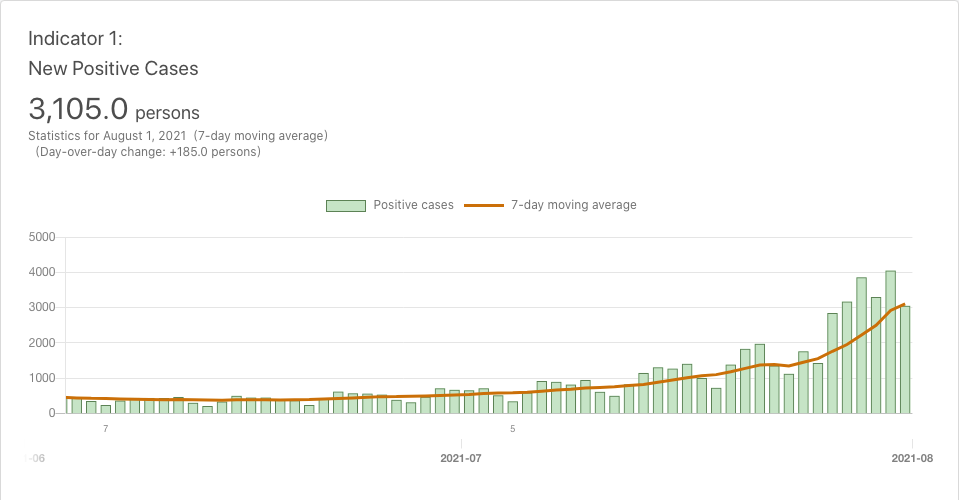 Indicator 1:
New Positive Cases
3,105.0 persons
Statistics for August 1, 2021 (7-day moving average)
(Day-over-day change: +185.0 persons)
Positive cases 7-day moving average
5000
4000
3000
2000
1000
0
7 5
-06 2021-07 2021-08